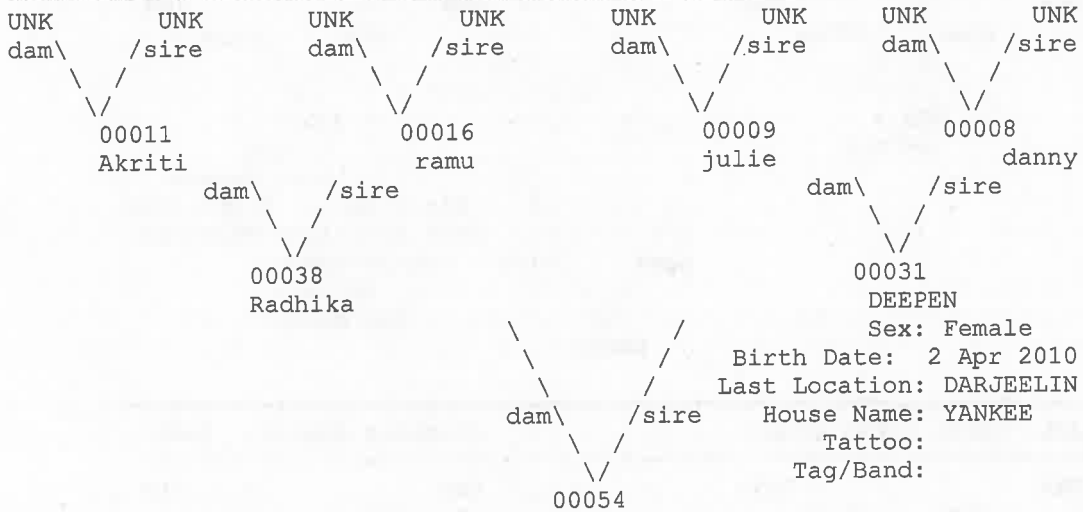 UNK UNK UNK UNK UNK UNK UNK UNK
dam\ /sire dam\ /sire dam\ /sire dam\ /sire
\ / \ / \ / \ /
\/ \/ \/ \/
00011 00016 00009 00008
Akriti ramu julie danny
dam\ /sire dam\ /sire
\ / \ /
\/ \/
00038 00031
Radhika DEEPEN
\ / Sex: Female
\ / Birth Date: 2 Apr 2010
\ / Last Location: DARJEELIN
dam\ /sire House Name: YANKEE
\ / Tattoo:
\/ Tag/Band:
00054